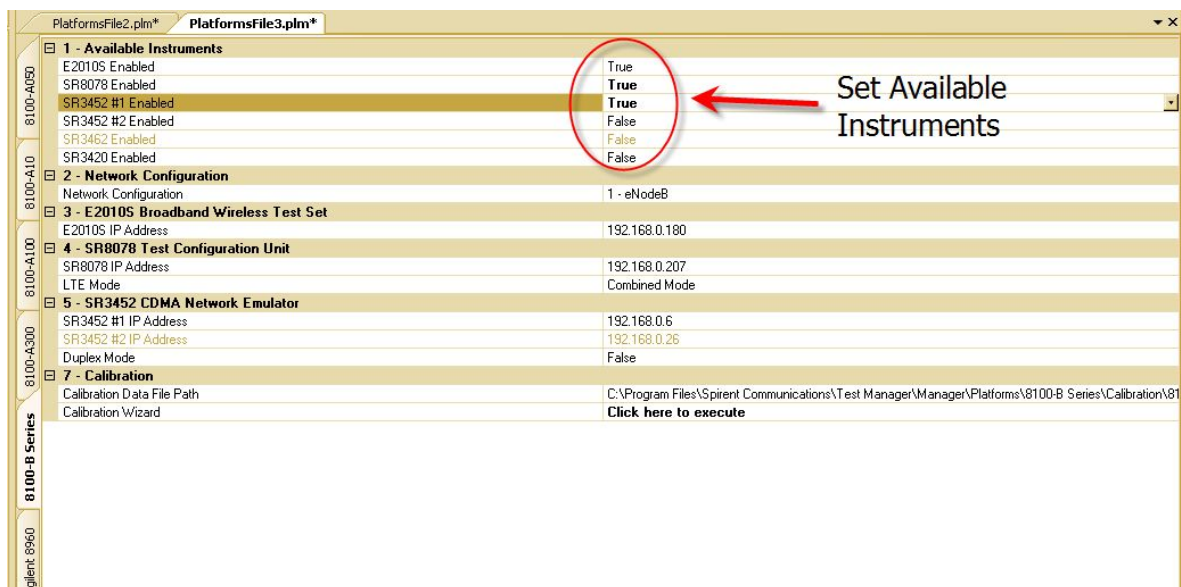 PlatformsFile2.plm* PlatformsFile3.plm*
1 - Available Instruments
E2010S Enabled True
SR8078 Enabled True
SR3452 #1 Enabled True
SR3452 #2 Enabled False
SR3462 Enabled False
SR3420 Enabled False
Set Available
Instruments
2 - Network Configuration
Network Configuration 1 - eNodeB
3 - E2010S Broadband Wireless Test Set
E2010S IP Address 192.168.0.180
4 - SR8078 Test Configuration Unit
SR8078 IP Address 192.168.0.207
LTE Mode Combined Mode
5 - SR3452 CDMA Network Emulator
SR3452 #1 IP Address 192.168.0.6
SR3452 #2 IP Address 192.168.0.26
Duplex Mode False
7 - Calibration
Calibration Data File Path C:\Program Files\Spirent Communications\Test Manager\Manager\Platforms\8100-B Series\Calibration\81
Calibration Wizard Click here to execute
8100-A050
8100-A10
8100-A100
8100-A300
8100-B Series
gilent 8960